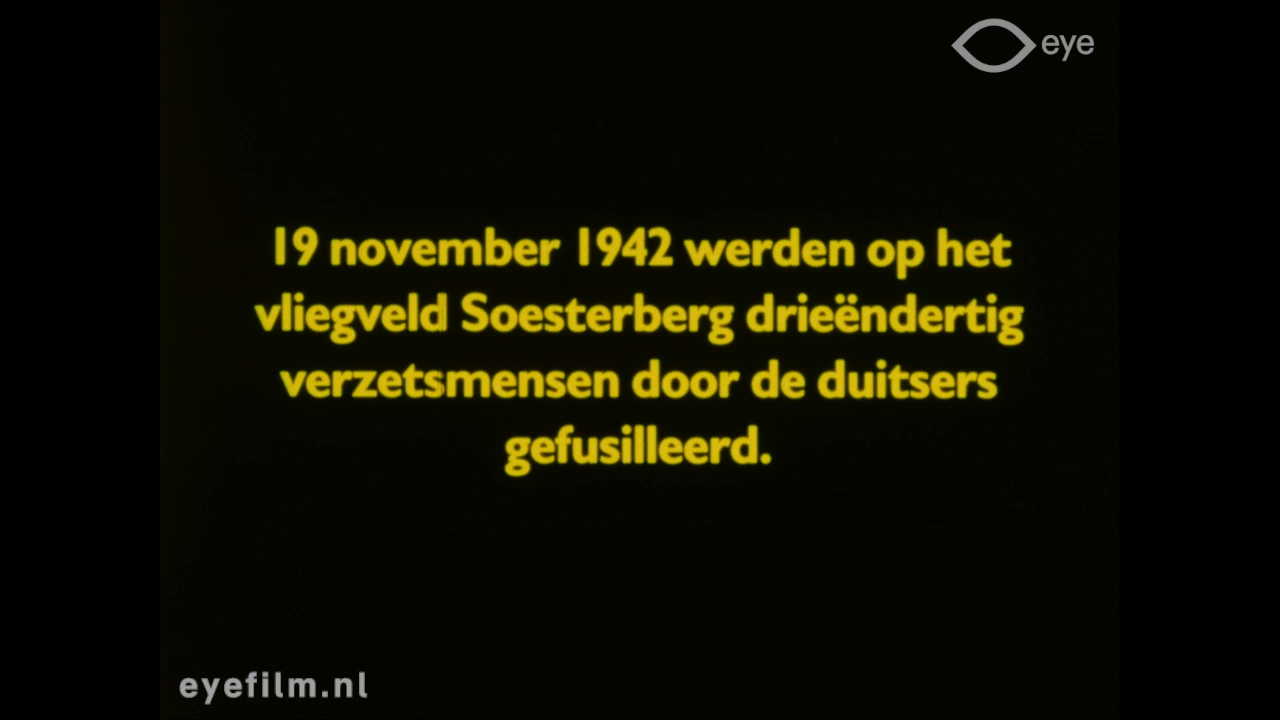 eye
19 november 1942 werden op het
vliegveld Soesterberg drieëndertig
verzetsmensen door de duitsers
gefusilleerd.
eyefilm.nl